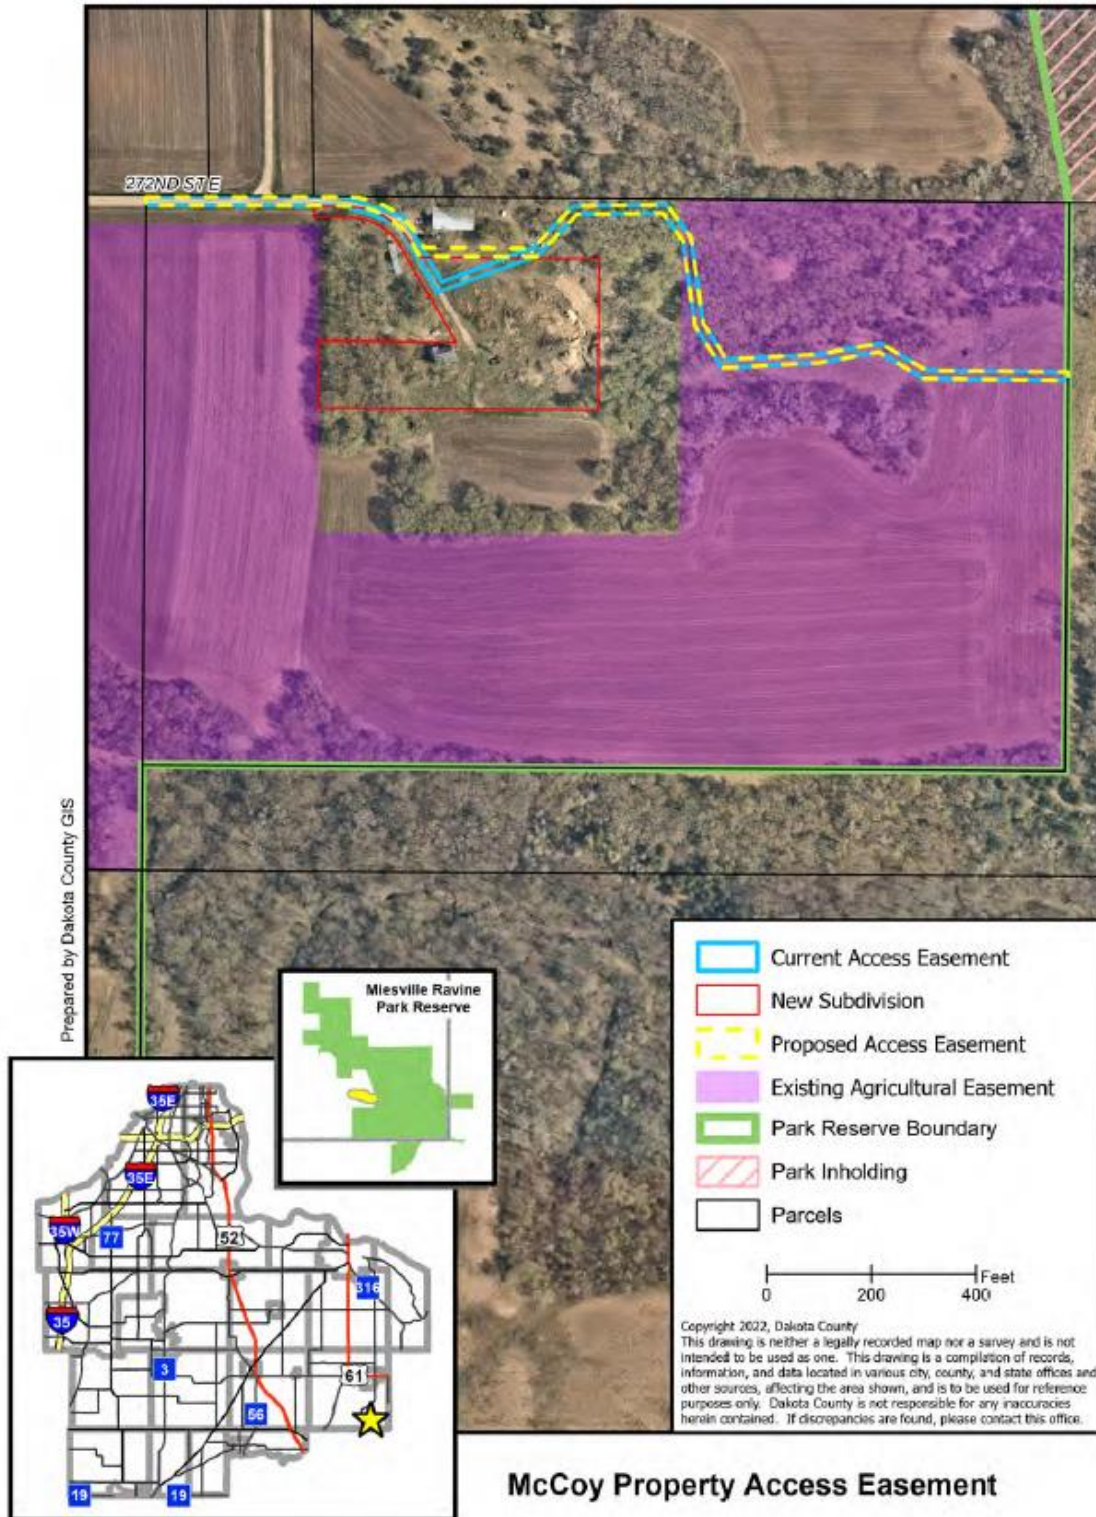 272ND ST E
Prepared by Dakota County GIS
Miesville Ravine
Park Reserve
35E
35E
35W
77
52
316
35
3
61
56
19
19
Current Access Easement
New Subdivision
Proposed Access Easement
Existing Agricultural Easement
Park Reserve Boundary
Park Inholding
Parcels
Feet
0 200 400
Copyright 2022, Dakota County
This drawing is neither a legally recorded map nor a survey and is not
intended to be used as one. This drawing is a compilation of records,
information, and data located in various city, county, and state offices and
other sources, affecting the area shown, and is to be used for reference
purposes only. Dakota County is not responsible for any inaccuracies
herein contained. If discrepancies are found, please contact this office.
McCoy Property Access Easement